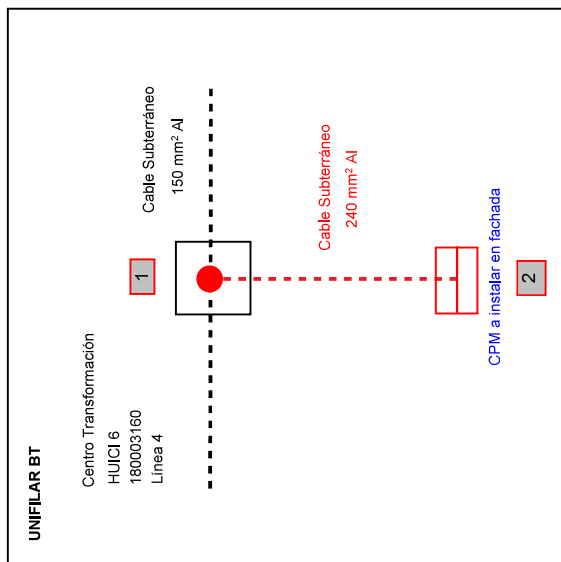 UNIFILAR BT
Centro Transformación
HUICI 6
180003160
Línea 4
1
Cable Subterráneo
150 mm² Al
Cable Subterráneo
240 mm² Al
CPM a instalar en fachada
2